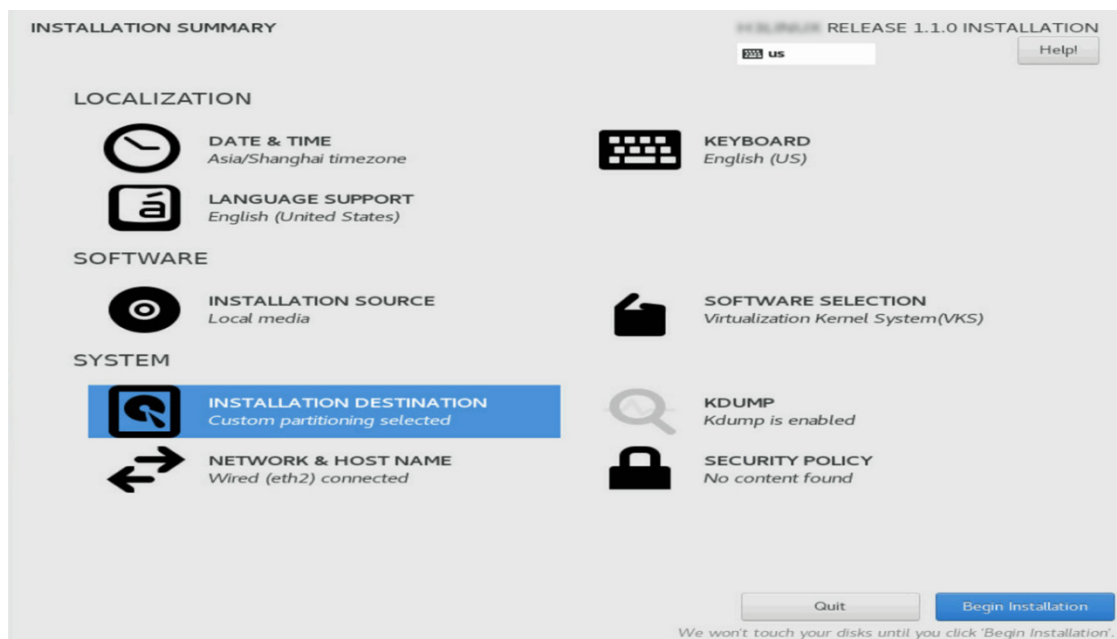 INSTALLATION SUMMARY
RELEASE 1.1.0 INSTALLATION
us
Help!
LOCALIZATION
DATE & TIME
Asia/Shanghai timezone
KEYBOARD
English (US)
á
LANGUAGE SUPPORT
English (United States)
SOFTWARE
INSTALLATION SOURCE
Local media
SOFTWARE SELECTION
Virtualization Kernel System(VKS)
SYSTEM
INSTALLATION DESTINATION
Custom partitioning selected
KDUMP
Kdump is enabled
NETWORK & HOST NAME
Wired (eth2) connected
SECURITY POLICY
No content found
Quit
Begin Installation
We won't touch your disks until you click 'Begin Installation'.